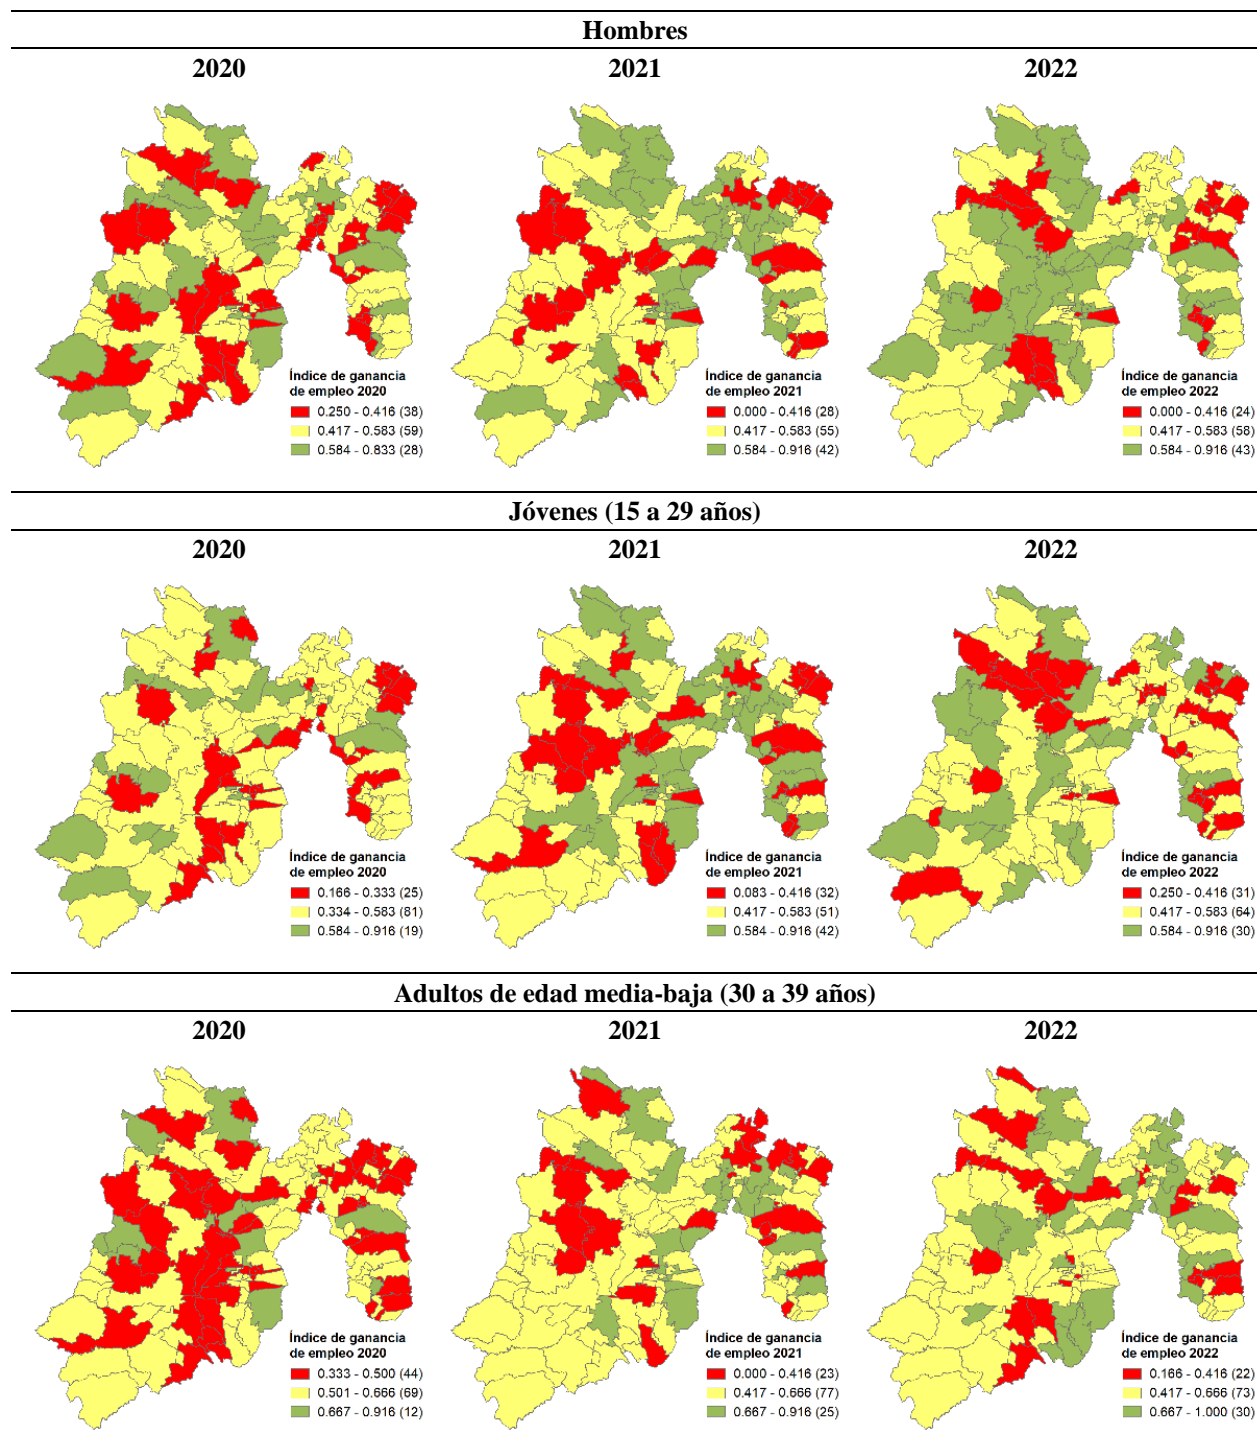 Hombres
2020
2021
2022
Índice de ganancia
de empleo 2020
0.250 - 0.416 (38)
0.417 - 0.583 (59)
0.584 - 0.833 (28)
Índice de ganancia
de empleo 2021
0.000 - 0.416 (28)
0.417 - 0.583 (55)
0.584 - 0.916 (42)
Índice de ganancia
de empleo 2022
0.000 - 0.416 (24)
0.417 - 0.583 (58)
0.584 - 0.916 (43)
Jóvenes (15 a 29 años)
2020
2021
2022
Índice de ganancia
de empleo 2020
0.166 - 0.333 (25)
0.334 - 0.583 (81)
0.584 - 0.916 (19)
Índice de ganancia
de empleo 2021
0.083 - 0.416 (32)
0.417 - 0.583 (51)
0.584 - 0.916 (42)
Índice de ganancia
de empleo 2022
0.250 - 0.416 (31)
0.417 - 0.583 (64)
0.584 - 0.916 (30)
Adultos de edad media-baja (30 a 39 años)
2020
2021
2022
Índice de ganancia
de empleo 2020
0.333 - 0.500 (44)
0.501 - 0.666 (69)
0.667 - 0.916 (12)
Índice de ganancia
de empleo 2021
0.000 - 0.416 (23)
0.417 - 0.666 (77)
0.667 - 0.916 (25)
Índice de ganancia
de empleo 2022
0.166 - 0.416 (22)
0.417 - 0.666 (73)
0.667 - 1.000 (30)